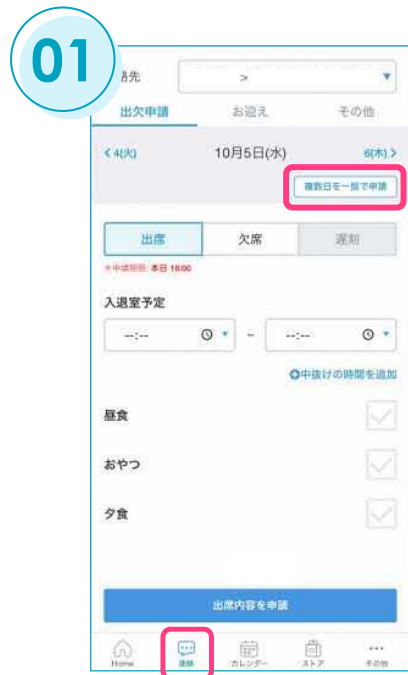 01
絡先 > ▼
出欠申請 お迎え その他
< 4(火) 10月5日(水) 6(木) >
複数日を一括で申請
出席 欠席 遅刻
※申請期限 本日 18:00
入退室予定
--:-- ~ --:--
中抜けの時間を追加
昼食
おやつ
夕食
出席内容を申請
Home 連絡 カレンダー ストア その他